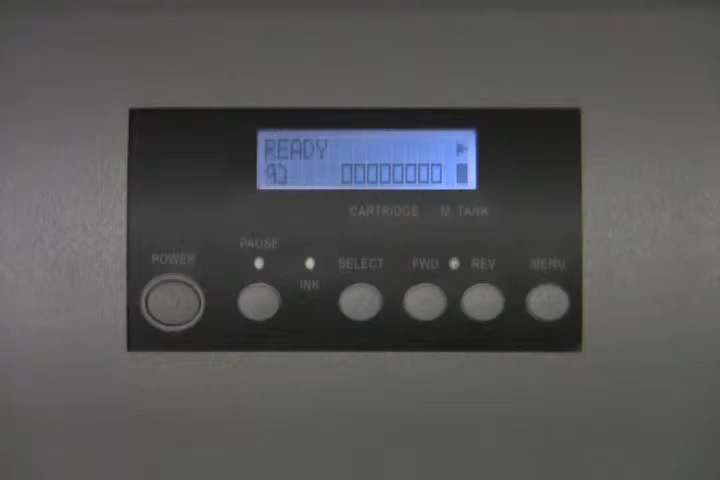 READY
CARTRIDGE M. TANK
PAUSE
POWER SELECT FWD REV MENU
INK